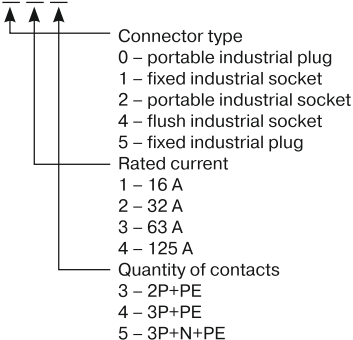 Connector type
0 – portable industrial plug
1 – fixed industrial socket
2 – portable industrial socket
4 – flush industrial socket
5 – fixed industrial plug
Rated current
1 – 16 A
2 – 32 A
3 – 63 A
4 – 125 A
Quantity of contacts
3 – 2P+PE
4 – 3P+PE
5 – 3P+N+PE